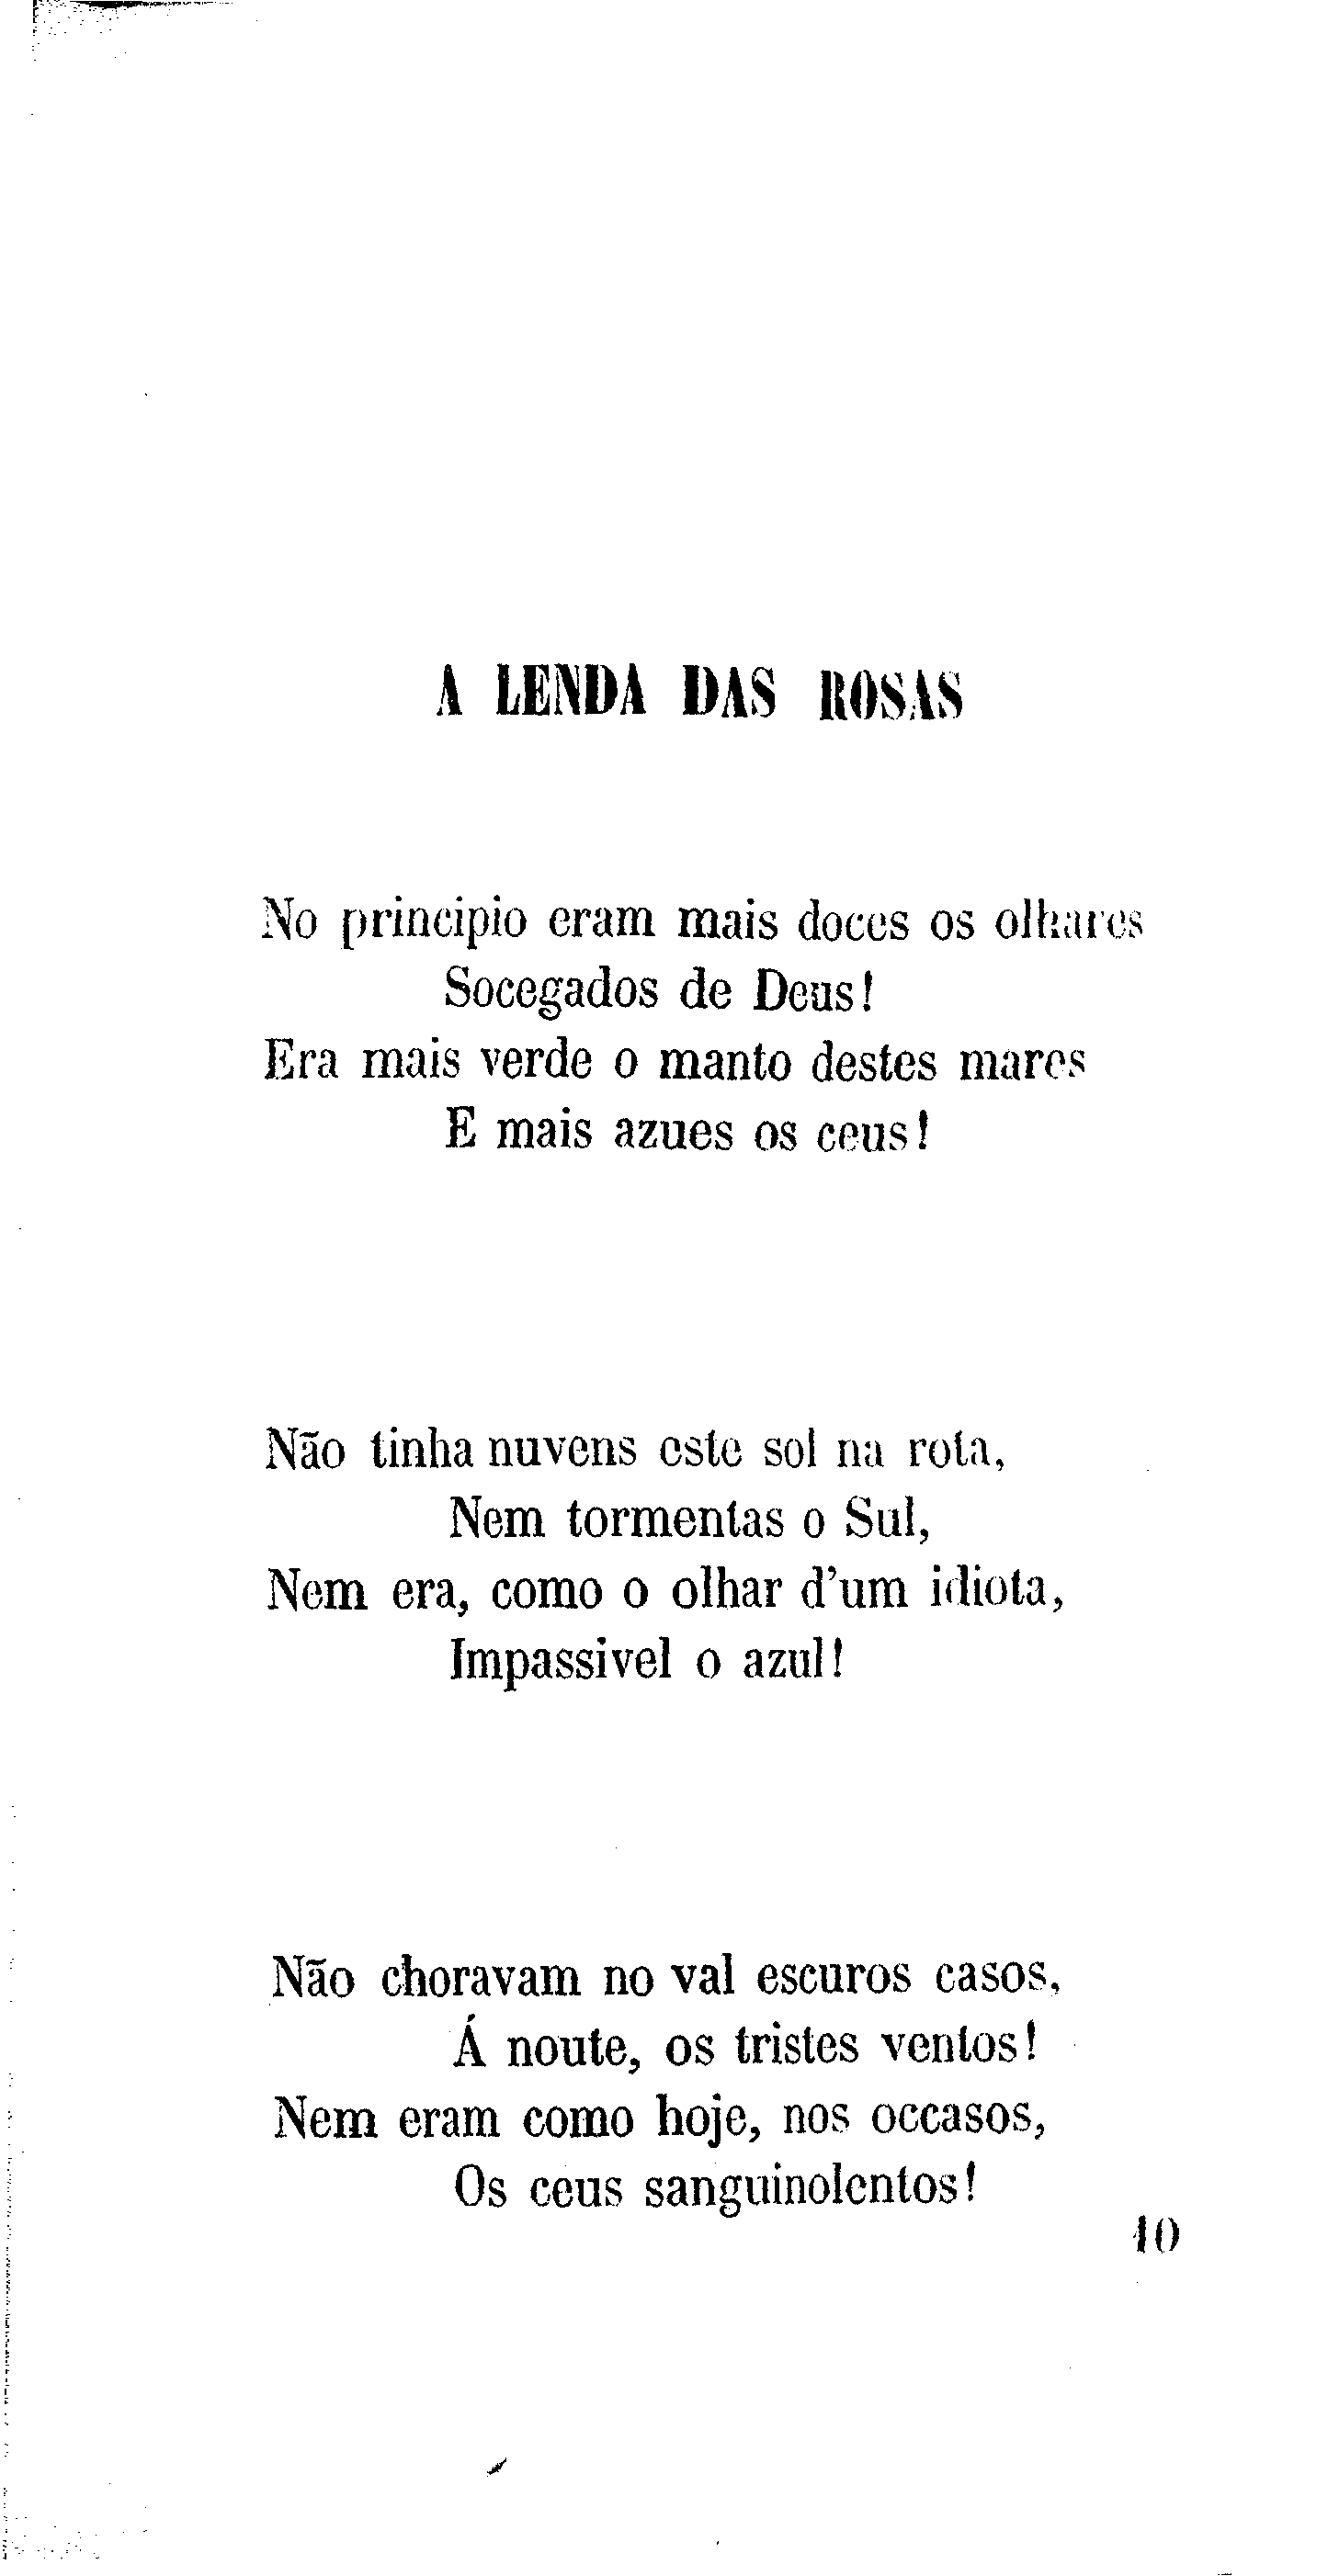 A LENDA DAS ROSAS
No principio eram mais doces os olhares
Socegados de Deus!
Era mais verde o manto destes mares
E mais azues os ceus!
Não tinha nuvens este sol na rota,
Nem tormentas o Sul,
Nem era, como o olhar d'um idiota,
Impassivel o azul!
Não choravam no val escuros casos,
Á noute, os tristes ventos!
Nem eram como hoje, nos occasos,
Os ceus sanguinolentos!
10